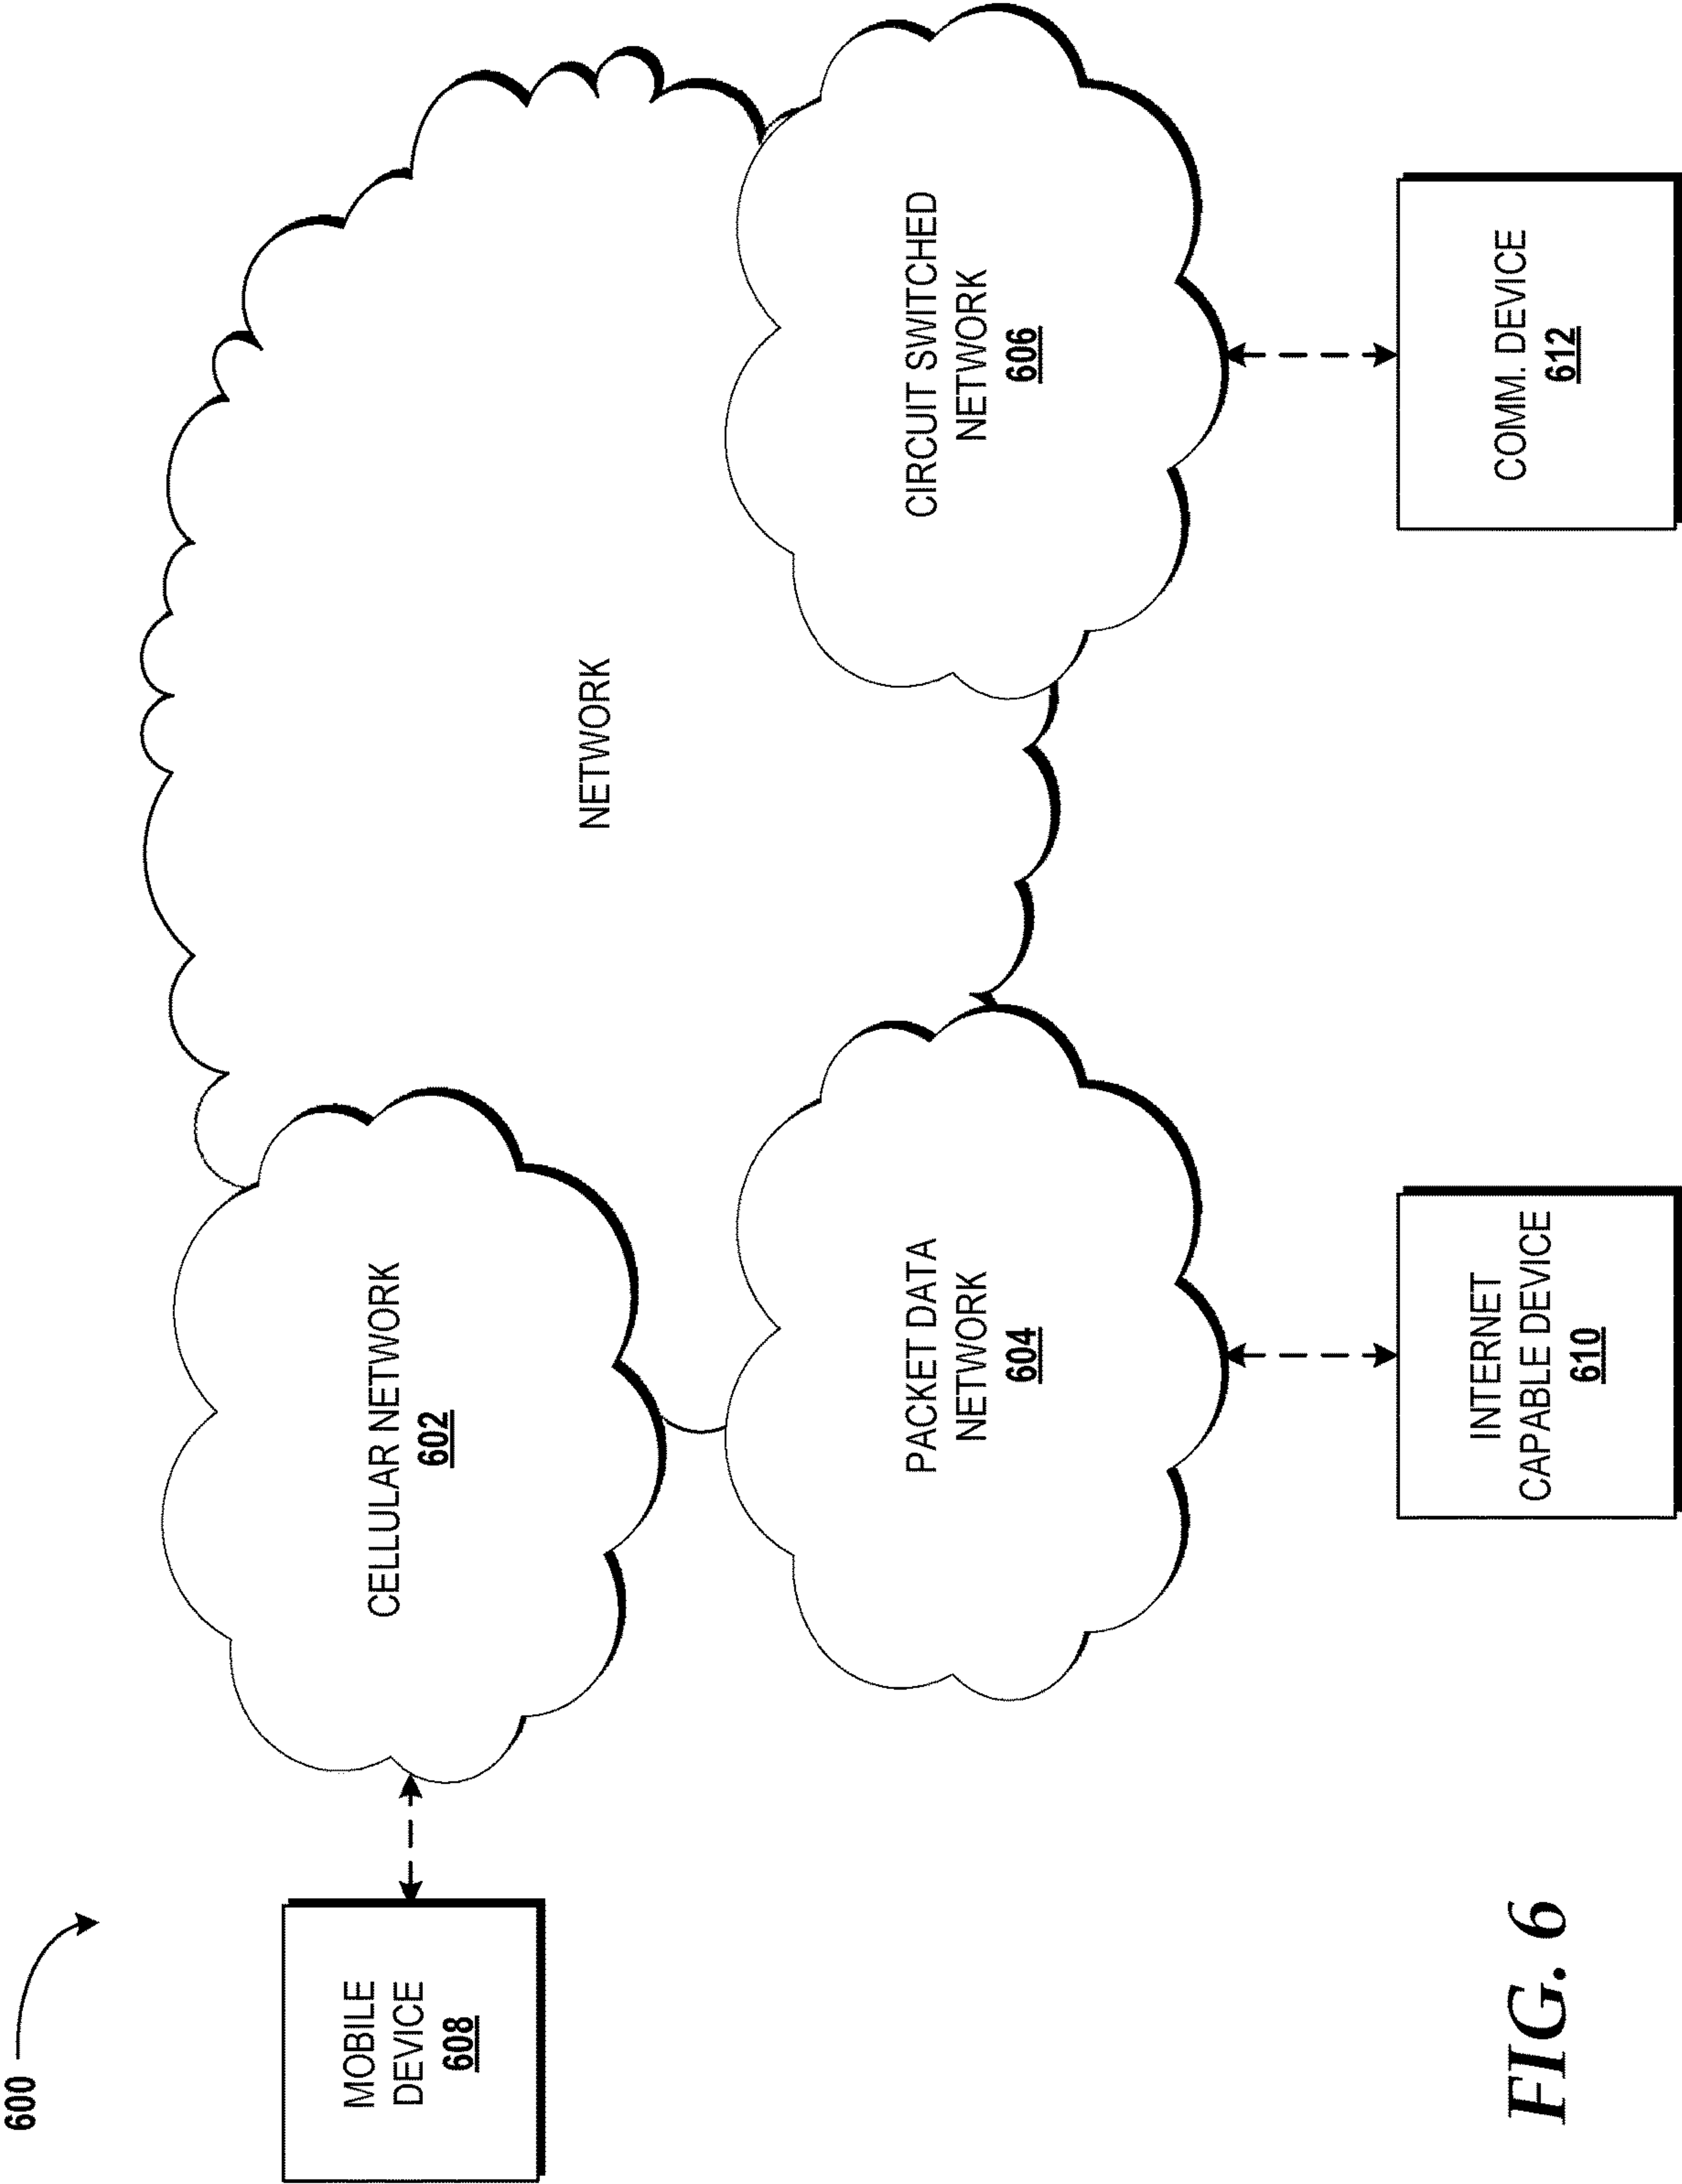 600
MOBILE
DEVICE
608
CELLULAR NETWORK
602
NETWORK
PACKET DATA
NETWORK
604
CIRCUIT SWITCHED
NETWORK
606
INTERNET
CAPABLE DEVICE
610
COMM. DEVICE
612
FIG. 6